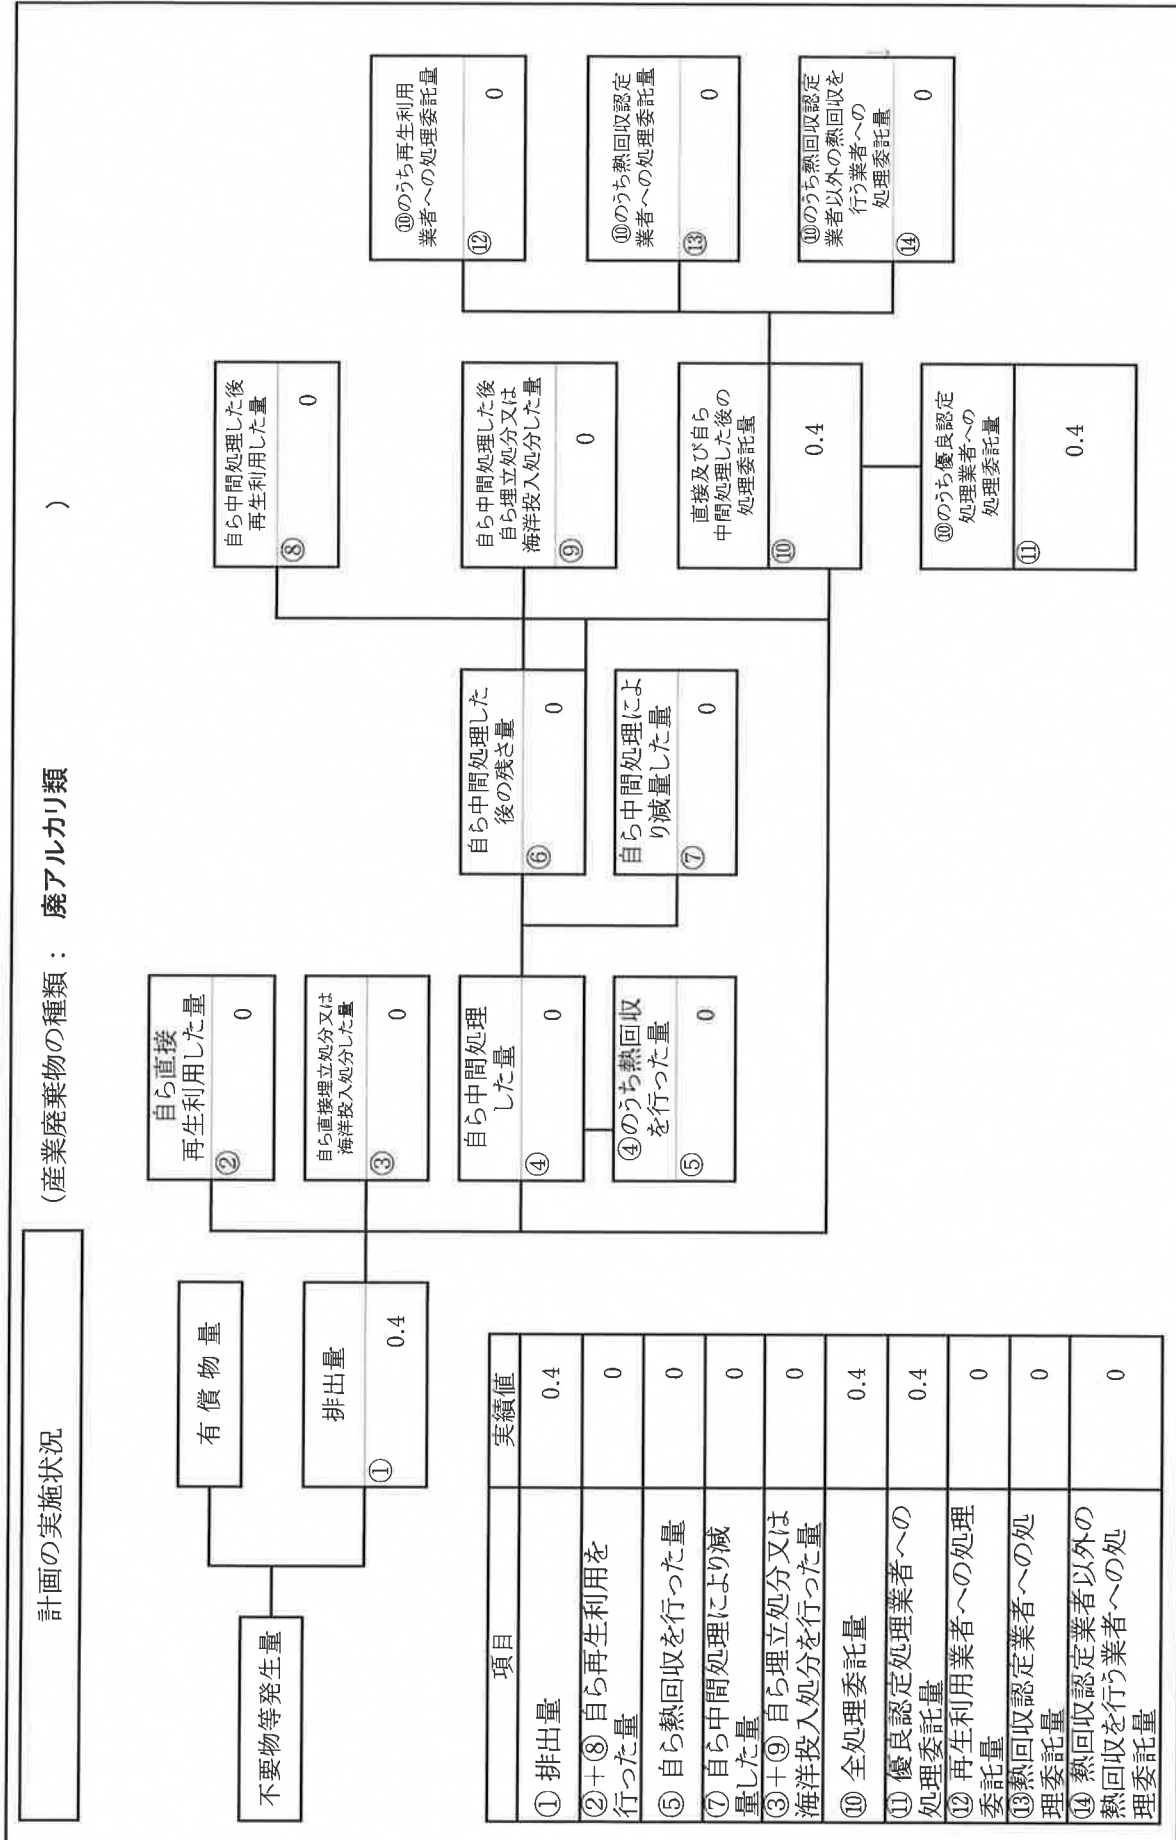 計画の実施状況
(産業廃棄物の種類： 廃アルカリ類 )
不要物等発生量
有償物量
排出量
① 0.4
自ら直接
再生利用した量
② 0
自ら直接埋立処分又は
海洋投入処分した量
③ 0
自ら中間処理
した量
④ 0
④のうち熱回収
を行った量
⑤ 0
自ら中間処理した
後の残さ量
⑥ 0
自ら中間処理によ
り減量した量
⑦ 0
自ら中間処理した後
再生利用した量
⑧ 0
自ら中間処理した後
自ら埋立処分又は
海洋投入処分した量
⑨ 0
直接及び自ら
中間処理した後の
処理委託量
⑩ 0.4
⑩のうち優良認定
処理業者への
処理委託量
⑪ 0.4
⑩のうち再生利用
業者への処理委託量
⑫ 0
⑩のうち熱回収認定
業者への処理委託量
⑬ 0
⑩のうち熱回収認定
業者以外の熱回収を
行う業者への
処理委託量
⑭ 0
項目 実績値
① 排出量 0.4
②＋⑧ 自ら再生利用を
行った量 0
⑤ 自ら熱回収を行った量 0
⑦ 自ら中間処理により減
量した量 0
③＋⑨ 自ら埋立処分又は
海洋投入処分を行った量 0
⑩ 全処理委託量 0.4
⑪ 優良認定処理業者への
処理委託量 0.4
⑫ 再生利用業者への処理
委託量 0
⑬熱回収認定業者への処
理委託量 0
⑭ 熱回収認定業者以外の
熱回収を行う業者への処
理委託量 0